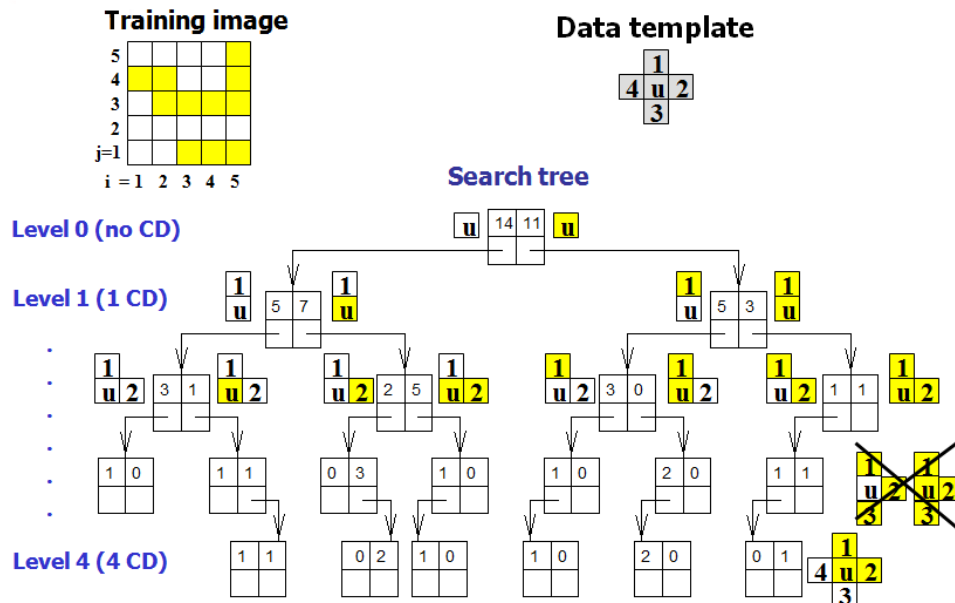 Training image
Data template
5
4
3
2
j=1
i = 1 2 3 4 5
1
4 u 2
3
Search tree
Level 0 (no CD)
u 14 11 u
Level 1 (1 CD)
1 1 1 1
u 5 7 u u 5 3 u
1 1 1 1 1 1 1 1
u 2 3 1 u 2 u 2 2 5 u 2 u 2 3 0 u 2 u 2 1 1 u 2
1 0 1 1 0 3 1 0 1 0 2 0 1 1
1 1
u 2 u 2
3 3
Level 4 (4 CD)
1 1 0 2 1 0 1 0 2 0 0 1
1
4 u 2
3